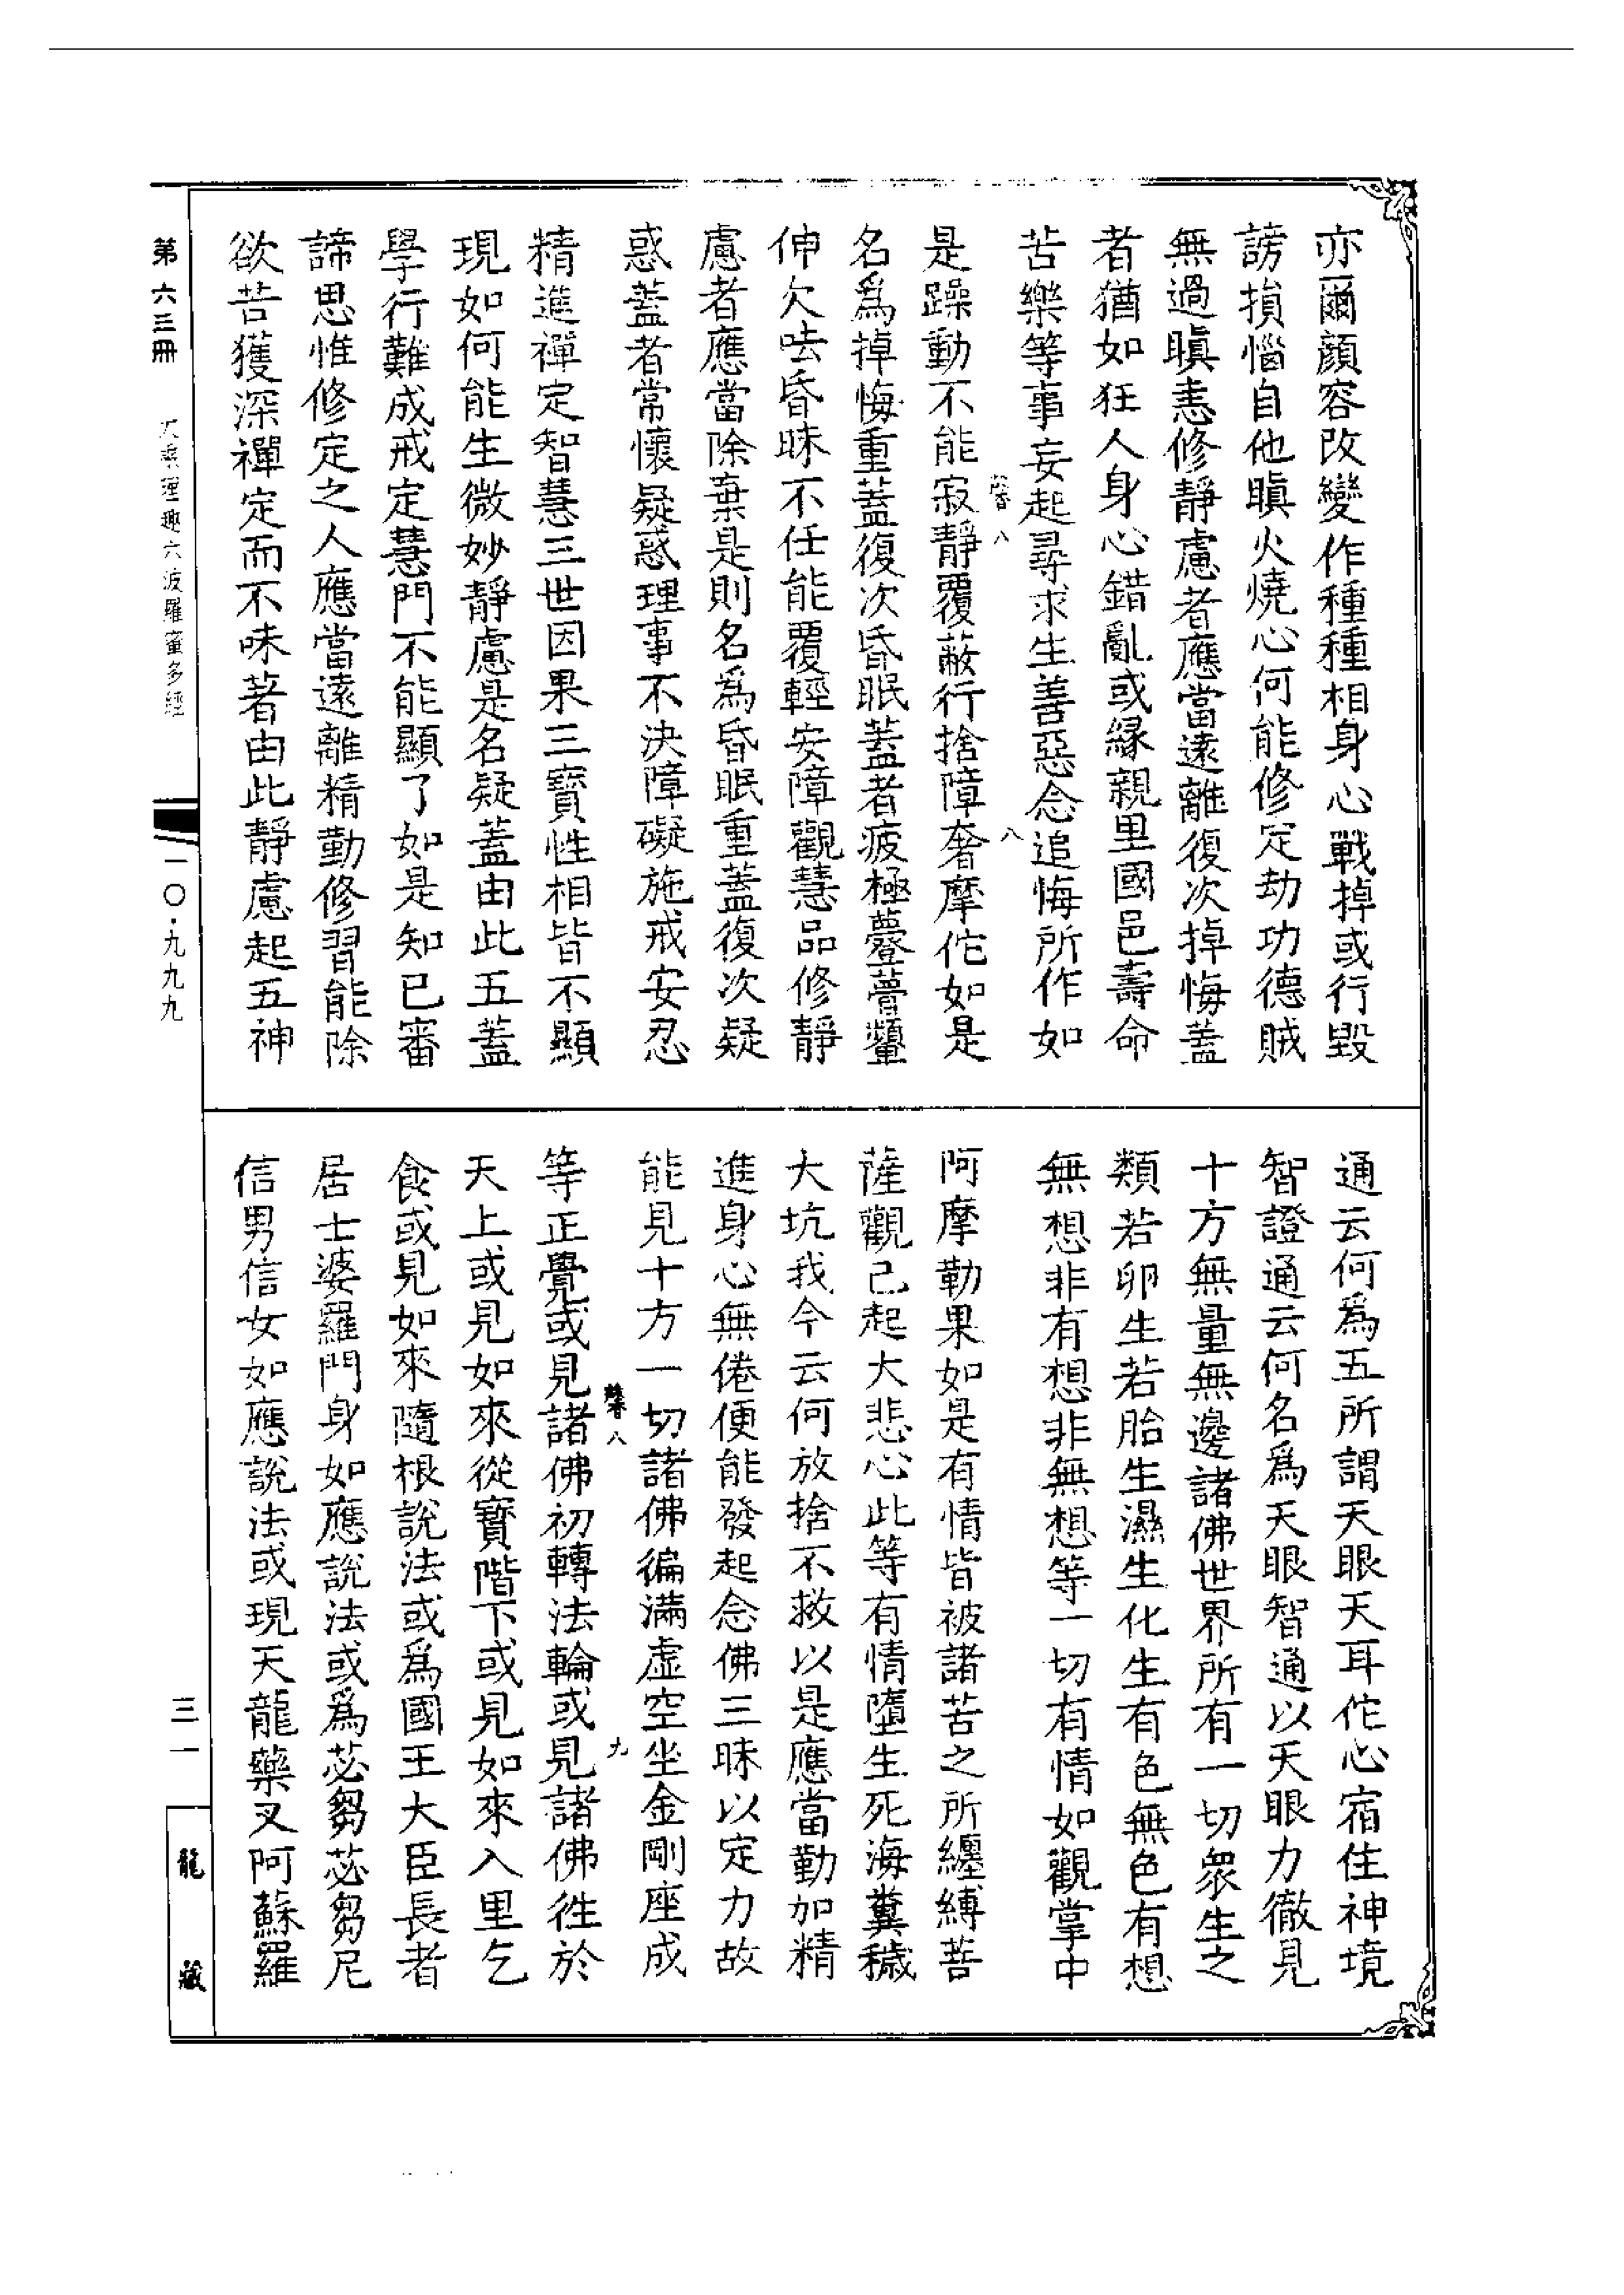 亦爾顏容改變作種種相身心戰掉或行毀
謗損惱自他瞋火燒心何能修定劫功德賊
無過瞋恚修靜慮者應當遠離復次掉悔蓋
者猶如狂人身心錯亂或緣親里國邑壽命
苦樂等事妄起尋求生善惡念追悔所作如
是躁動不能寂靜覆蔽行捨障奢摩佗如是
名爲掉悔重蓋復次昏眠蓋者疲極
伸欠呿昏昧不任能覆輕安障觀慧品修靜
慮者應當除棄是則名爲昏眠重蓋復次疑
惑蓋者常懷疑惑理事不決障礙施戒安忍
精進禪定智慧三世因果三寶性相皆不顯
現如何能生微妙靜慮是名疑蓋由此五蓋
學行難成戒定慧門不能顯了如是知已審
諦思惟修定之人應當遠離精勤修習能除
欲苦獲深禪定而不味著由此靜慮起五神
通云何爲五所謂天眼天耳佗心宿住神境
智證通云何名爲天眼智通以天眼力徹見
十方無量無邊諸佛世界所有一切眾生之
類若卵生若胎生濕生化生有色無色有想
無想非有想非無想等一切有情如觀掌中
阿摩勒果如是有情皆被諸苦之所纏縛菩
薩觀已起大悲心此等有情墮生死海糞穢
大坑我今云何放捨不救以是應當勤加精
進身心無倦便能發起念佛三昧以定力故
能見十方一切諸佛徧滿虛空坐金剛座成
等正覺或見諸佛初轉法輪或見諸佛徃於
天上或見如來從寶階下或見如來入里乞
食或見如來隨根說法或爲國王大臣長者
居士婆羅門身如應說法或爲苾芻苾芻尼
信男信女如應說法或現天龍藥叉阿蘇羅
八
八
八
九
第六三冊
大乘理趣六波羅蜜多經
一〇·九九九
三一
龍藏